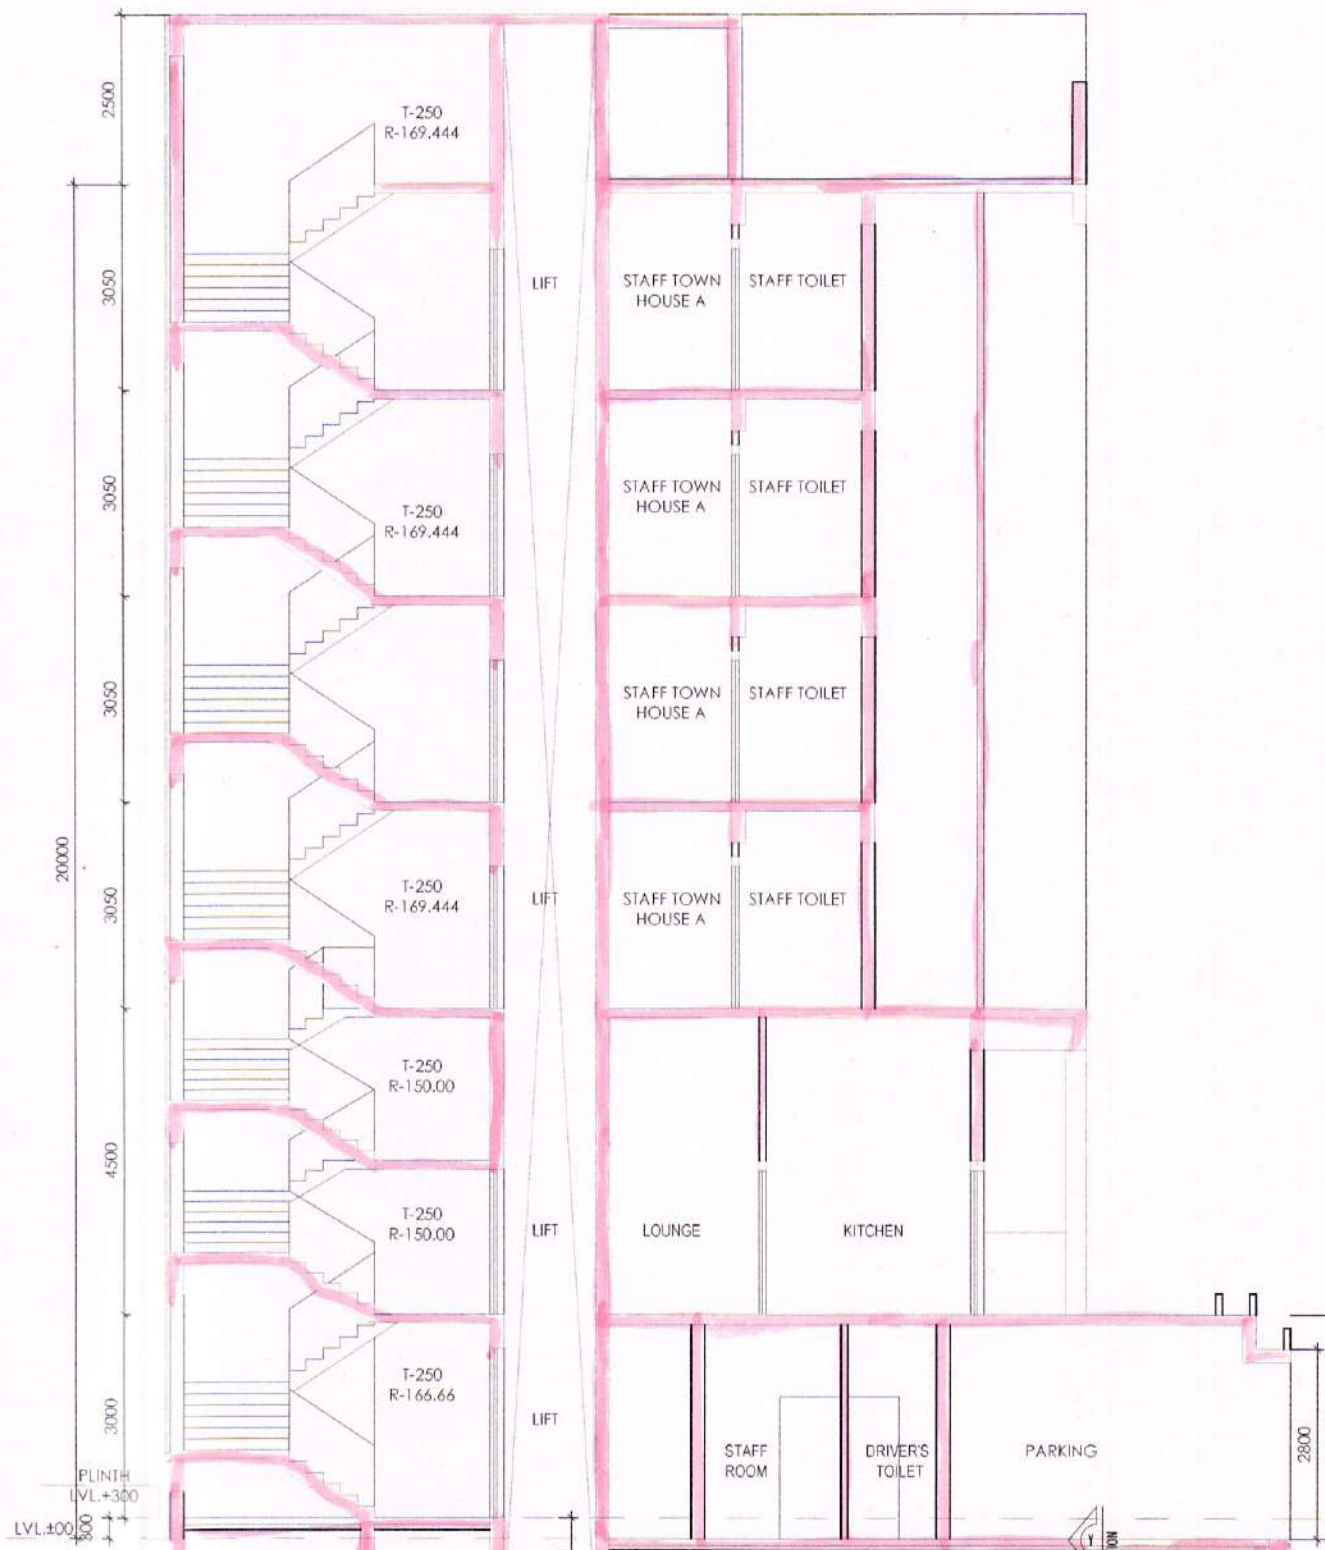 2500
T-250
R-169.444
3050
LIFT
STAFF TOWN
HOUSE A
STAFF TOILET
3050
T-250
R-169.444
STAFF TOWN
HOUSE A
STAFF TOILET
3050
STAFF TOWN
HOUSE A
STAFF TOILET
20000
3050
T-250
R-169.444
LIFT
STAFF TOWN
HOUSE A
STAFF TOILET
T-250
R-150.00
4500
T-250
R-150.00
LIFT
LOUNGE
KITCHEN
T-250
R-166.66
3000
LIFT
STAFF
ROOM
DRIVER'S
TOILET
PARKING
2800
PLINTH
LVL.+300
LVL.±00
300
Y